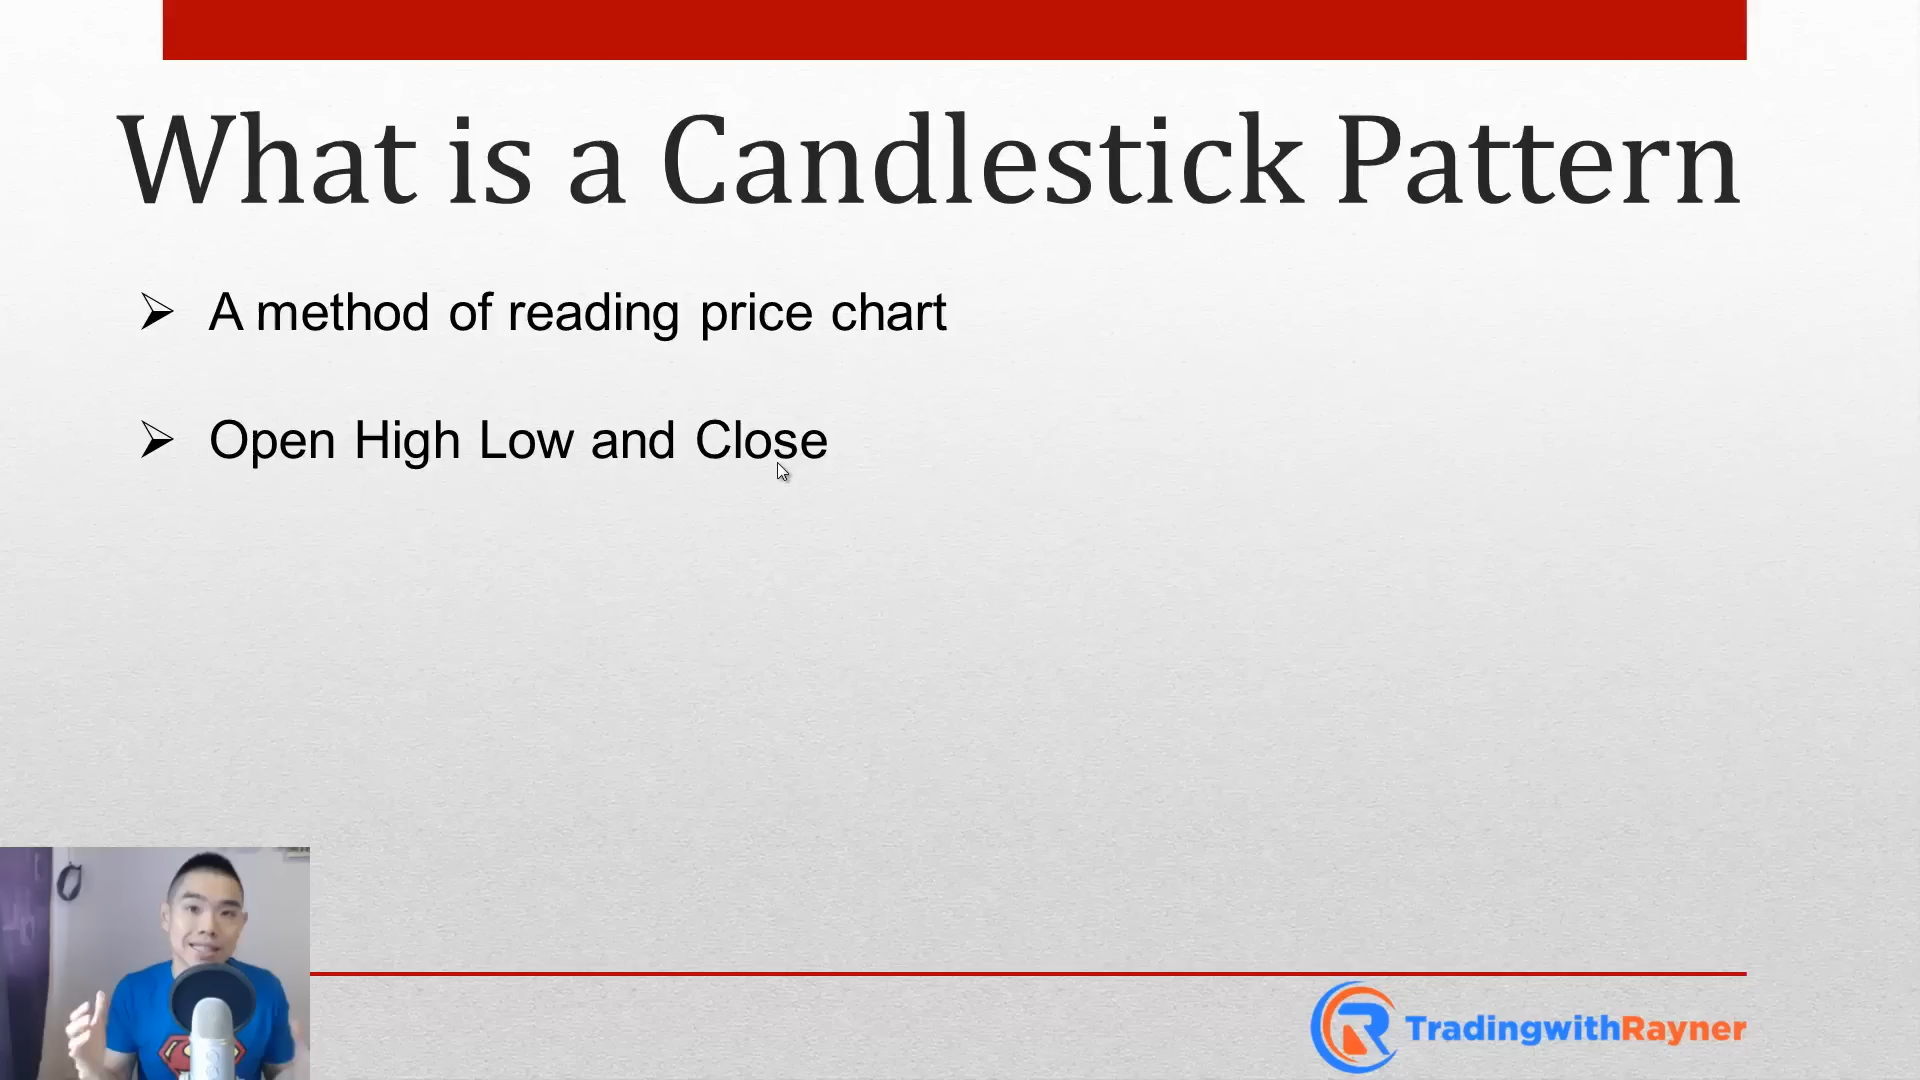 What is a Candlestick Pattern
A method of reading price chart
Open High Low and Close
TradingwithRayner